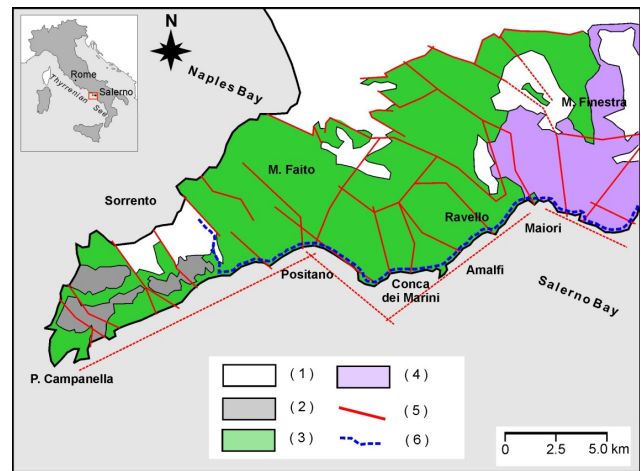 N
Naples Bay
Rome
Salerno
Thyrrenian See
M. Finestra
M. Faito
Sorrento
Ravello
Maiori
Positano
Amalfi
Conca
dei Marini
Salerno Bay
P. Campanella
( 1 )
( 2 )
( 3 )
( 4 )
( 5 )
( 6 )
0 2.5 5.0 km